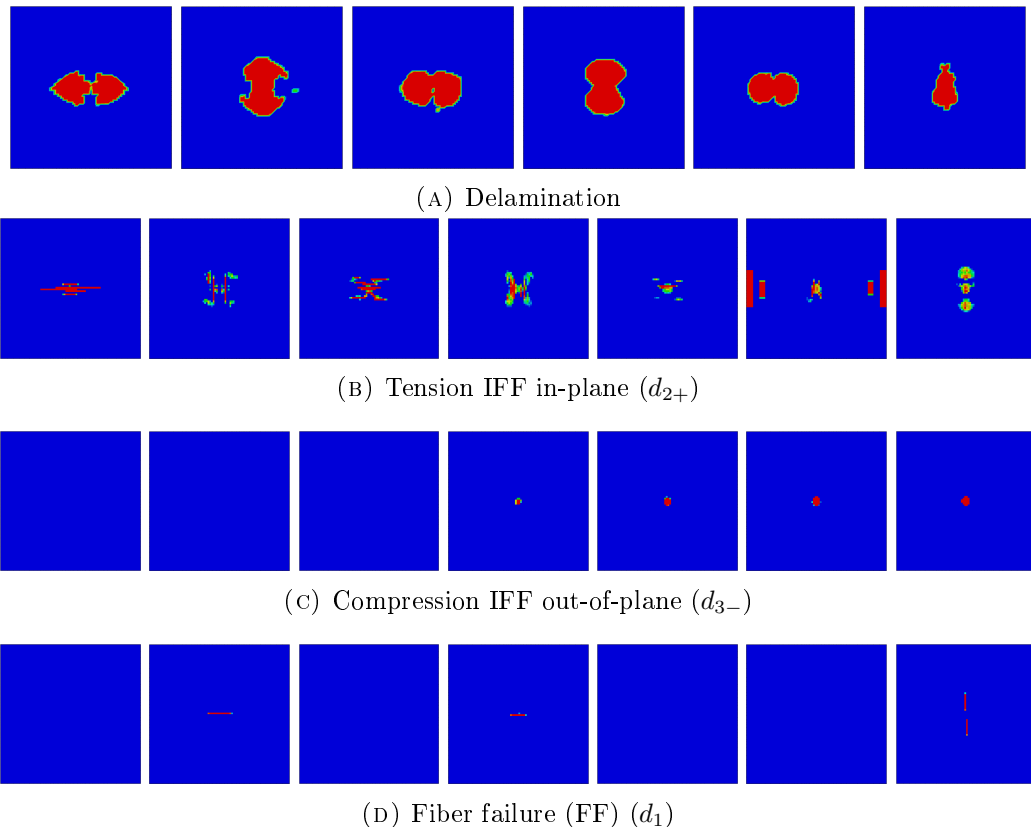 (A) Delamination
(B) Tension IFF in-plane (d2+)
(C) Compression IFF out-of-plane (d3−)
(D) Fiber failure (FF) (d1)